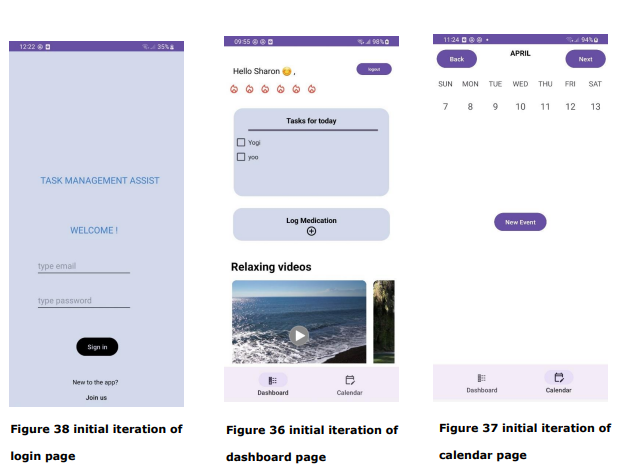 12:22
35%
TASK MANAGEMENT ASSIST
WELCOME !
type email
type password
Sign in
New to the app?
Join us
Figure 38 initial iteration of
login page
09:55
98%
Hello Sharon 😊 ,
logout
Tasks for today
Yogi
yoo
Log Medication
Relaxing videos
Dashboard
Calendar
Figure 36 initial iteration of
dashboard page
11:24
94%
Back
APRIL
Next
SUN MON TUE WED THU FRI SAT
7 8 9 10 11 12 13
New Event
Dashboard
Calendar
Figure 37 initial iteration of
calendar page